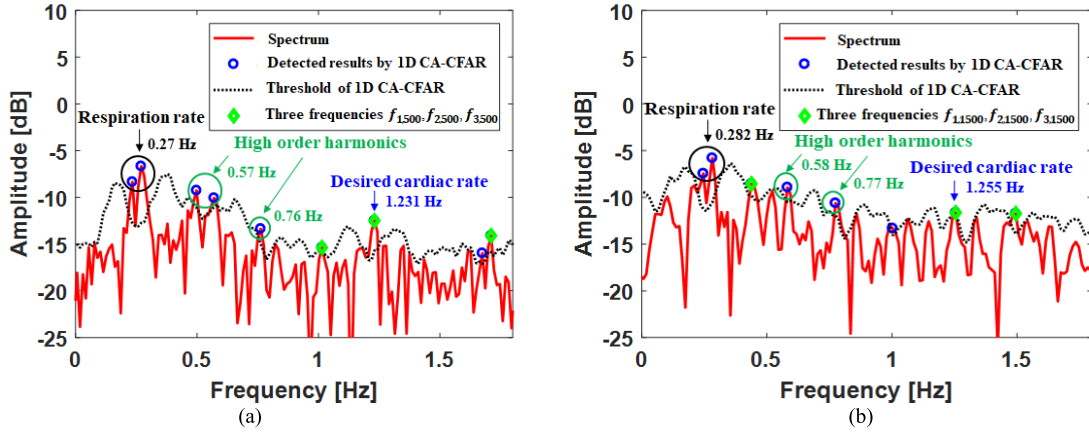 10
5
0
-5
-10
-15
-20
-25
Amplitude [dB]
Spectrum
Detected results by 1D CA-CFAR
Threshold of 1D CA-CFAR
Three frequencies f1,500, f2,500, f3,500
Respiration rate
0.27 Hz
High order harmonics
0.57 Hz
0.76 Hz
Desired cardiac rate
1.231 Hz
0
0.5
1
1.5
Frequency [Hz]
(a)
10
5
0
-5
-10
-15
-20
-25
Amplitude [dB]
Spectrum
Detected results by 1D CA-CFAR
Threshold of 1D CA-CFAR
Three frequencies f1,1500, f2,1500, f3,1500
Respiration rate
0.282 Hz
High order harmonics
0.58 Hz
0.77 Hz
Desired cardiac rate
1.255 Hz
0
0.5
1
1.5
Frequency [Hz]
(b)